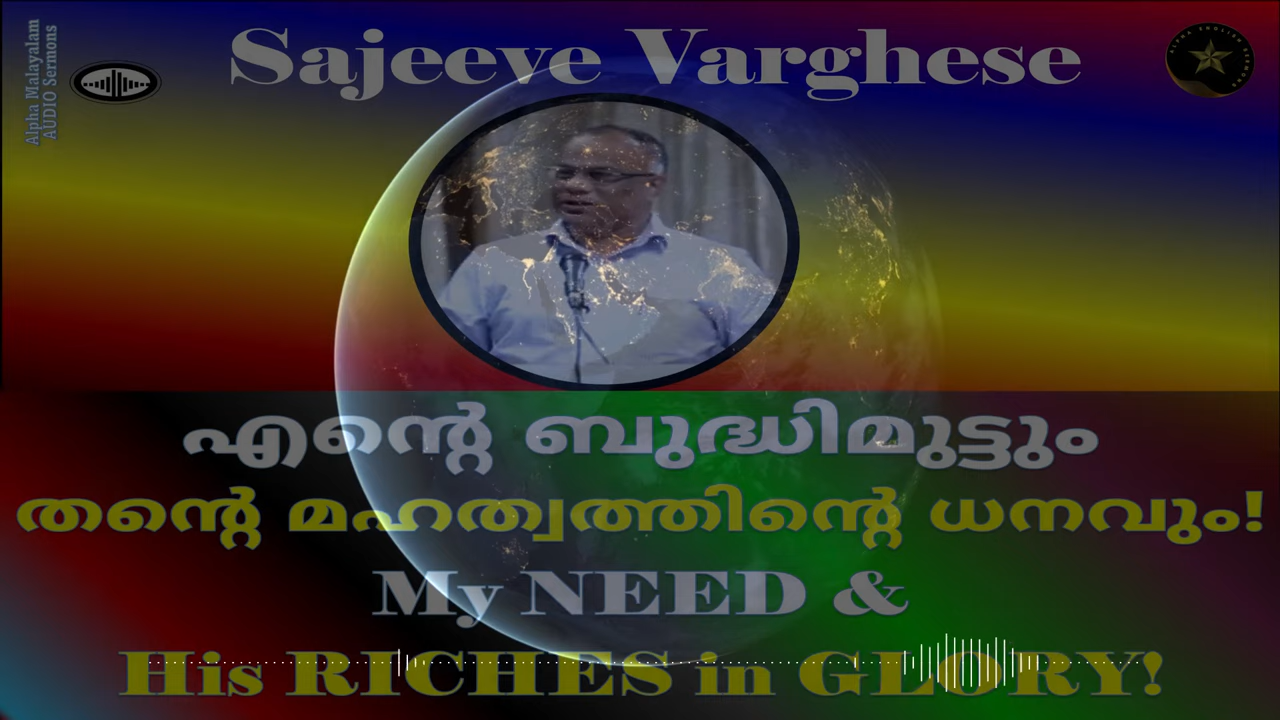 Alpha Malayalam
AUDIO Sermons
Sajeeve Varghese
എന്റെ ബുദ്ധിമുട്ടും
തന്റെ മഹത്വത്തിന്റെ ധനവും!
My NEED &
His RICHES in GLORY!